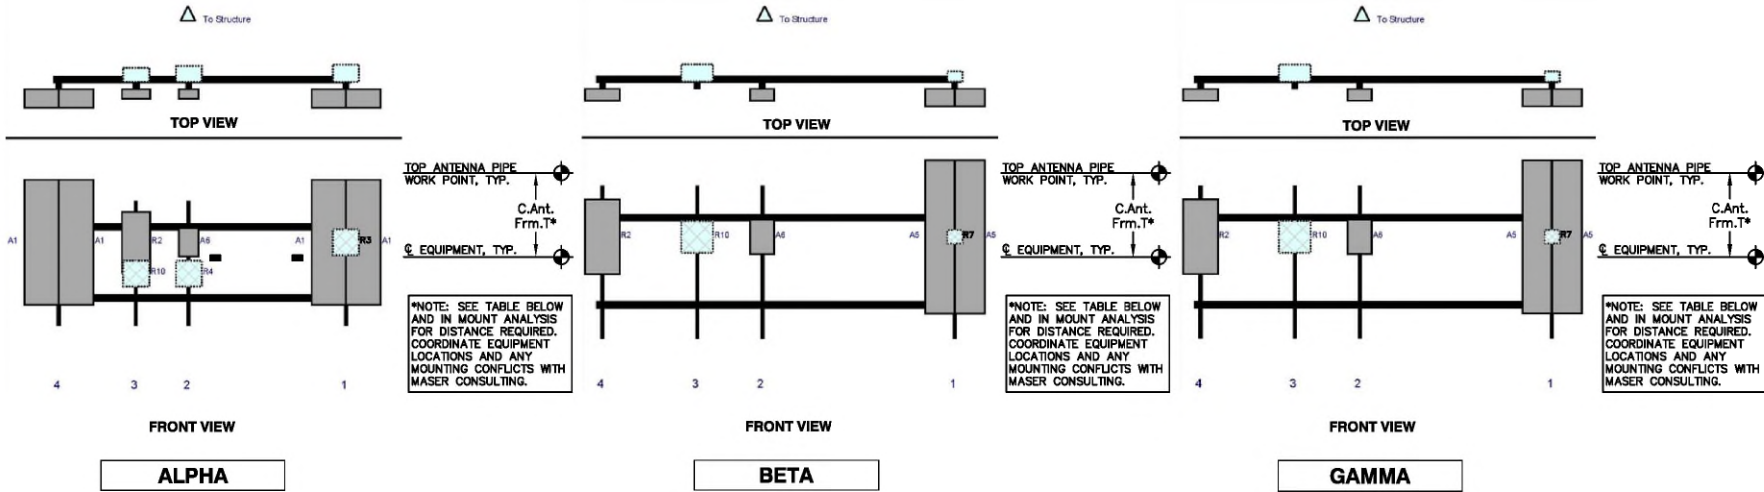 To Structure
TOP VIEW
A1
A1
R2
A6
A1
R3
A1
R10
R4
4
3
2
1
FRONT VIEW
ALPHA
TOP ANTENNA PIPE
WORK POINT, TYP.
C.Ant.
Frm.T*
℄ EQUIPMENT, TYP.
*NOTE: SEE TABLE BELOW
AND IN MOUNT ANALYSIS
FOR DISTANCE REQUIRED.
COORDINATE EQUIPMENT
LOCATIONS AND ANY
MOUNTING CONFLICTS WITH
MASER CONSULTING.
To Structure
TOP VIEW
R2
R10
A6
A5
R7
A5
4
3
2
1
FRONT VIEW
BETA
TOP ANTENNA PIPE
WORK POINT, TYP.
C.Ant.
Frm.T*
℄ EQUIPMENT, TYP.
*NOTE: SEE TABLE BELOW
AND IN MOUNT ANALYSIS
FOR DISTANCE REQUIRED.
COORDINATE EQUIPMENT
LOCATIONS AND ANY
MOUNTING CONFLICTS WITH
MASER CONSULTING.
To Structure
TOP VIEW
R2
R10
A6
A5
R7
A5
4
3
2
1
FRONT VIEW
GAMMA
TOP ANTENNA PIPE
WORK POINT, TYP.
C.Ant.
Frm.T*
℄ EQUIPMENT, TYP.
*NOTE: SEE TABLE BELOW
AND IN MOUNT ANALYSIS
FOR DISTANCE REQUIRED.
COORDINATE EQUIPMENT
LOCATIONS AND ANY
MOUNTING CONFLICTS WITH
MASER CONSULTING.